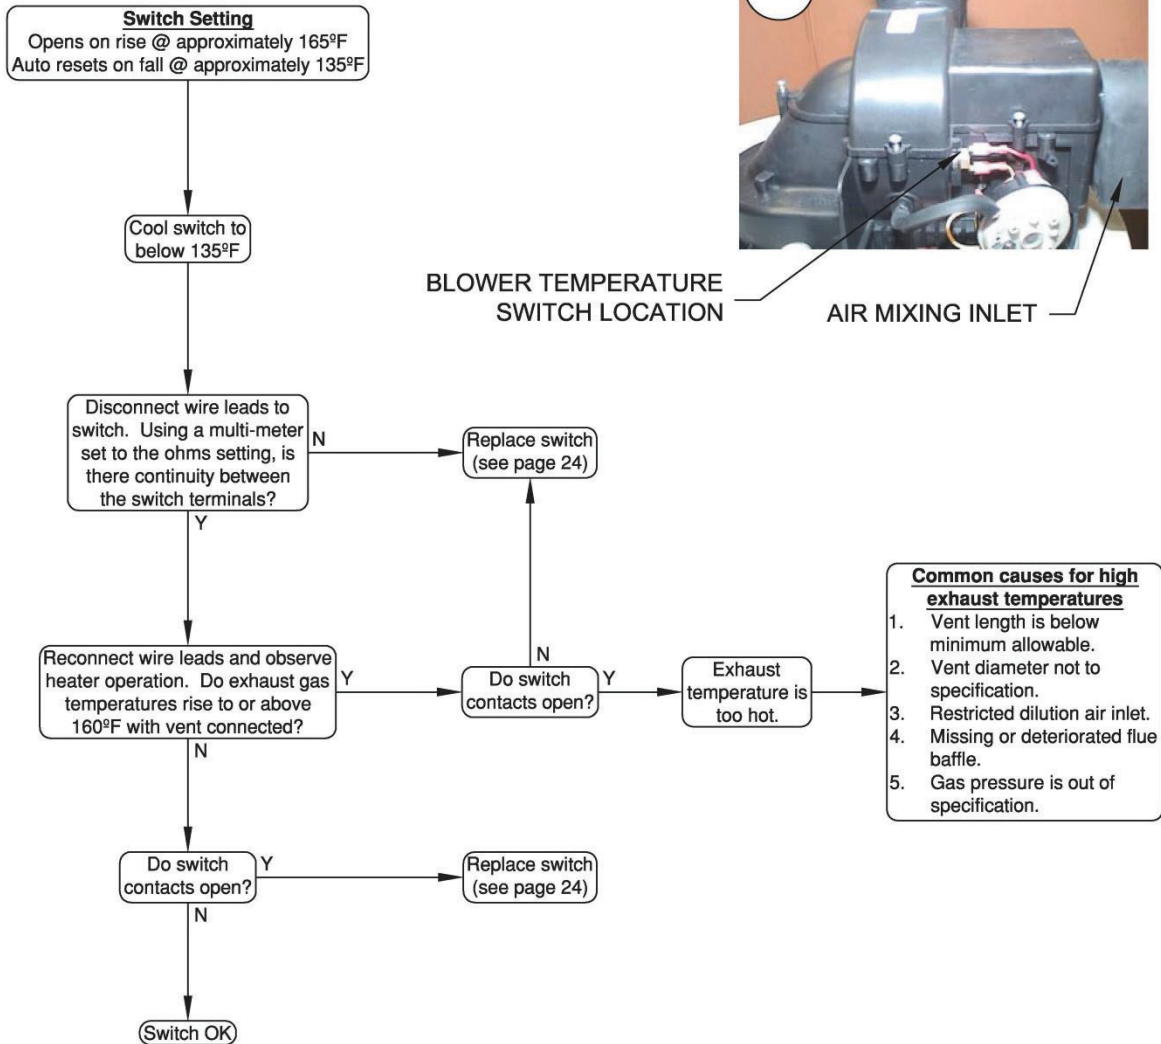 Switch Setting
Opens on rise @ approximately 165ºF
Auto resets on fall @ approximately 135ºF
Cool switch to
below 135ºF
BLOWER TEMPERATURE
SWITCH LOCATION
AIR MIXING INLET
Disconnect wire leads to
switch. Using a multi-meter
set to the ohms setting, is
there continuity between
the switch terminals?
N
Y
Replace switch
(see page 24)
Reconnect wire leads and observe
heater operation. Do exhaust gas
temperatures rise to or above
160ºF with vent connected?
Y
N
Do switch
contacts open?
N
Y
Exhaust
temperature is
too hot.
Common causes for high
exhaust temperatures
1. Vent length is below
minimum allowable.
2. Vent diameter not to
specification.
3. Restricted dilution air inlet.
4. Missing or deteriorated flue
baffle.
5. Gas pressure is out of
specification.
Do switch
contacts open?
Y
N
Replace switch
(see page 24)
Switch OK